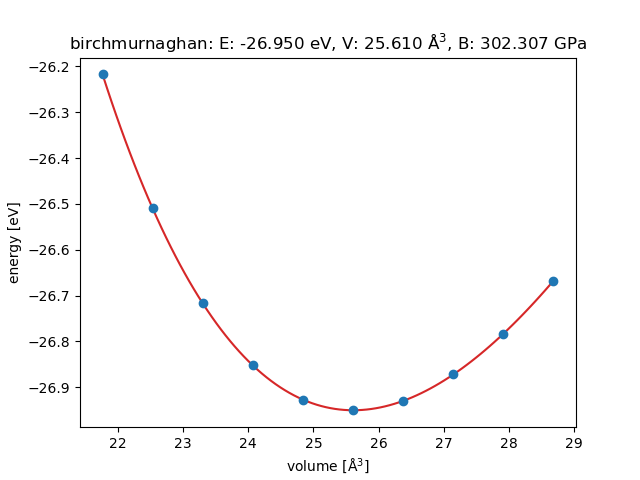 birchmurnaghan: E: -26.950 eV, V: 25.610 Å³, B: 302.307 GPa
−26.2
−26.3
−26.4
−26.5
−26.6
−26.7
−26.8
−26.9
energy [eV]
22 23 24 25 26 27 28 29
volume [Å³]